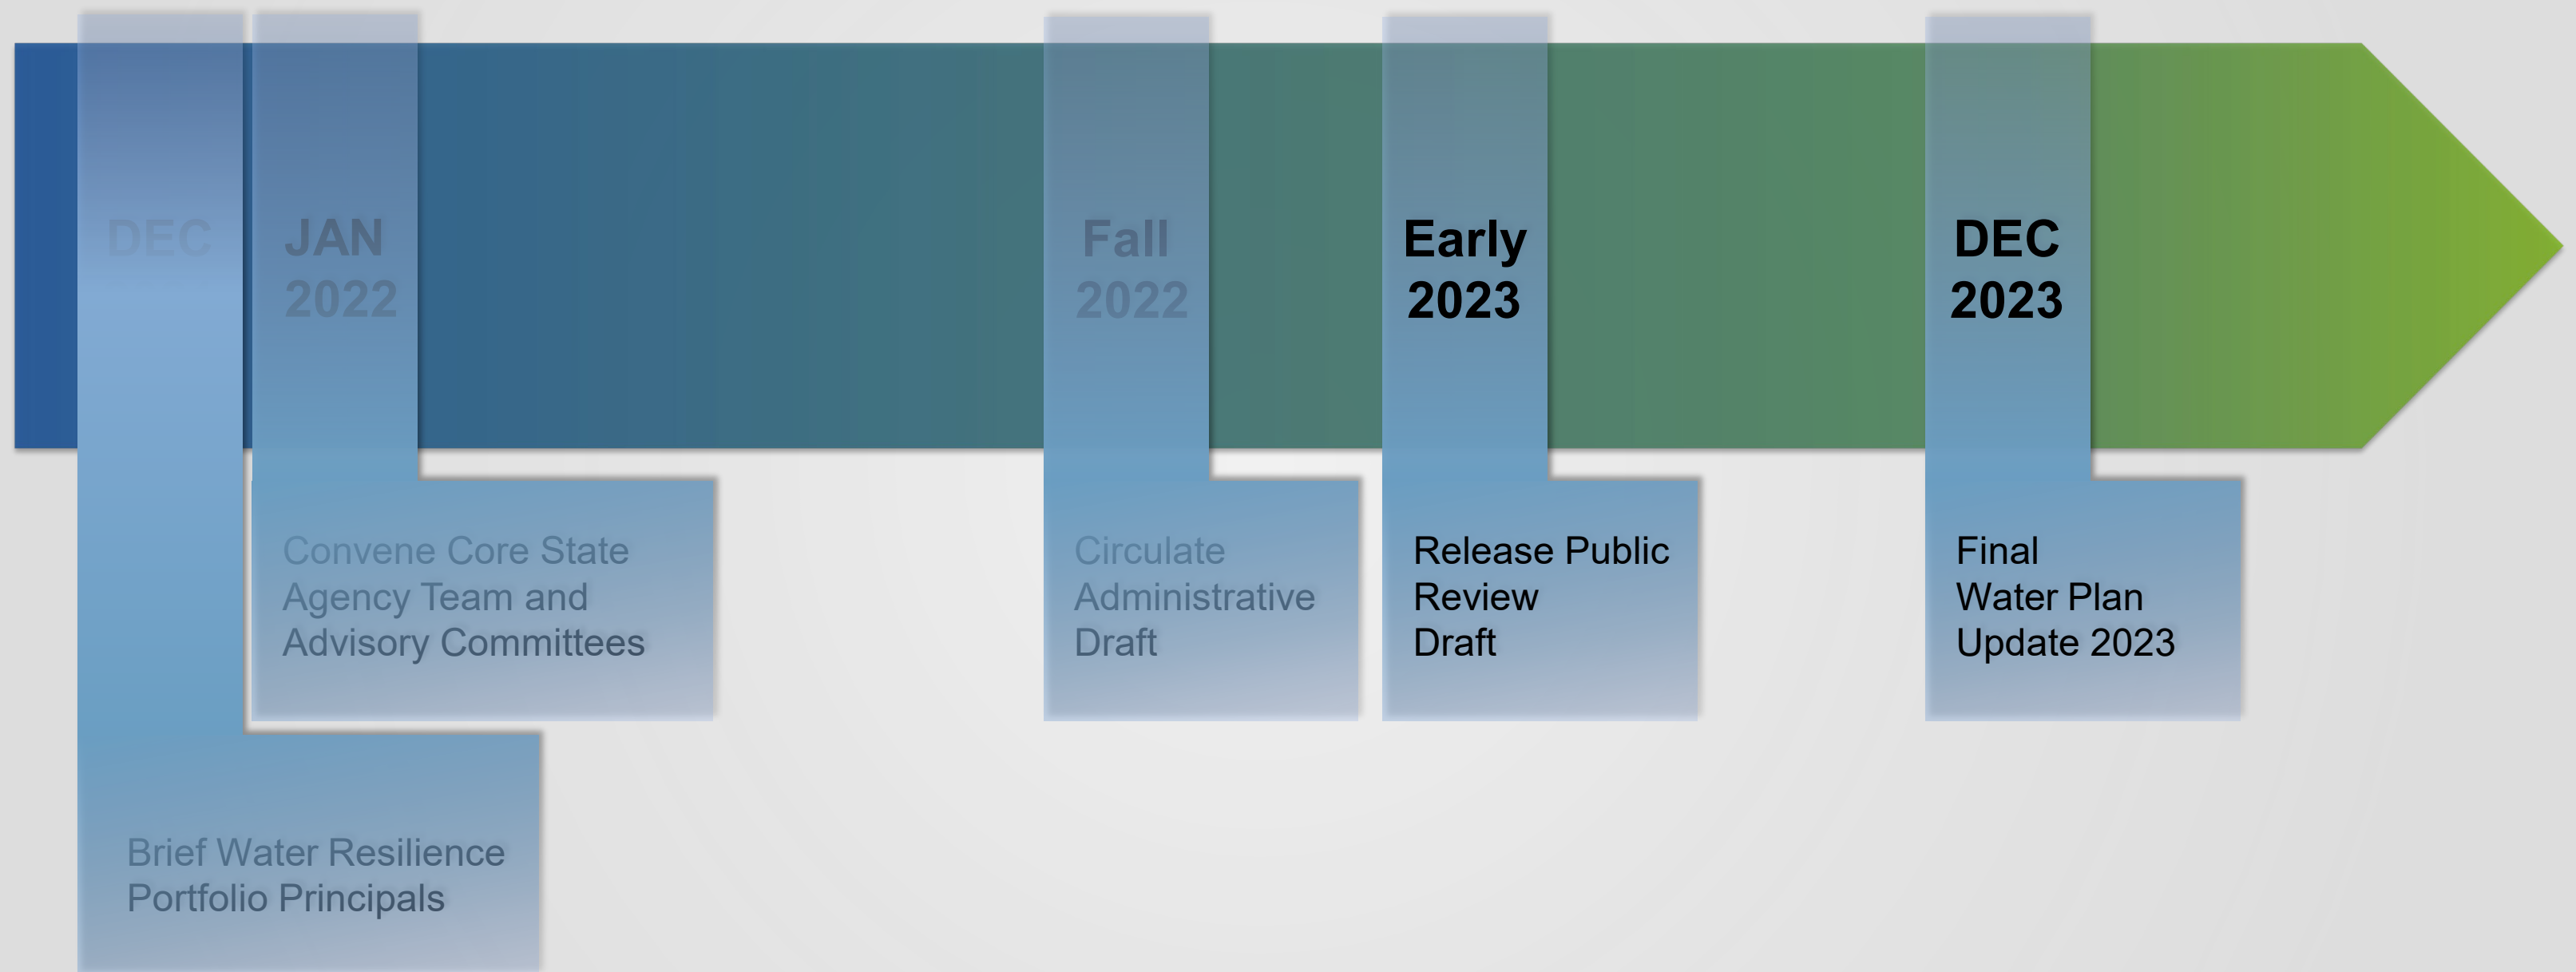 DEC
JAN
2022
Fall
2022
Early
2023
DEC
2023
Convene Core State
Agency Team and
Advisory Committees
Circulate
Administrative
Draft
Release Public
Review
Draft
Final
Water Plan
Update 2023
Brief Water Resilience
Portfolio Principals